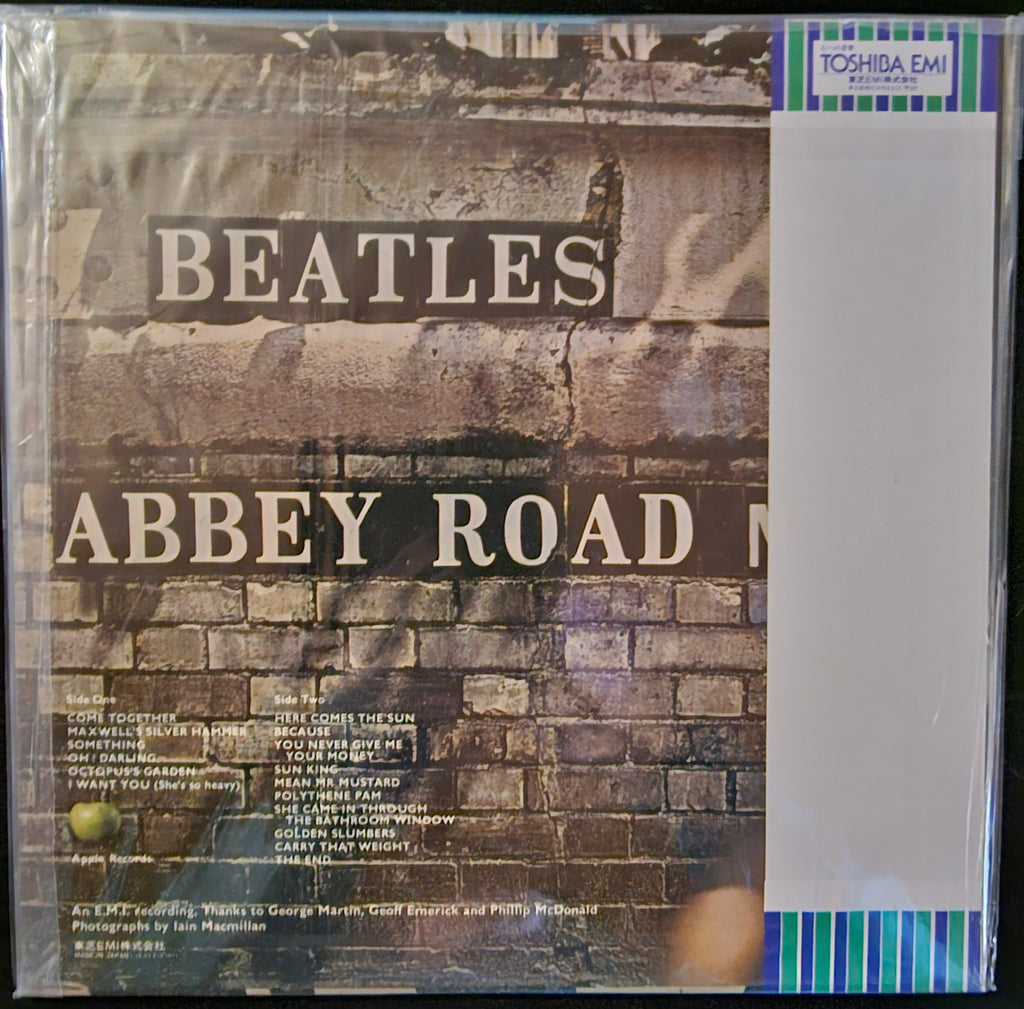 TOSHIBA EMI
東芝EMI株式会社
BEATLES
ABBEY ROAD N
Side One
COME TOGETHER
MAXWELL'S SILVER HAMMER
SOMETHING
OH! DARLING
OCTOPUS'S GARDEN
I WANT YOU (She's so heavy)
Apple Records
Side Two
HERE COMES THE SUN
BECAUSE
YOU NEVER GIVE ME
YOUR MONEY
SUN KING
MEAN MR MUSTARD
POLYTHENE PAM
SHE CAME IN THROUGH
THE BATHROOM WINDOW
GOLDEN SLUMBERS
CARRY THAT WEIGHT
THE END
An E.M.I. recording. Thanks to George Martin, Geoff Emerick and Phillip McDonald
Photographs by Iain Macmillan
東芝EMI株式会社
MADE IN JAPAN